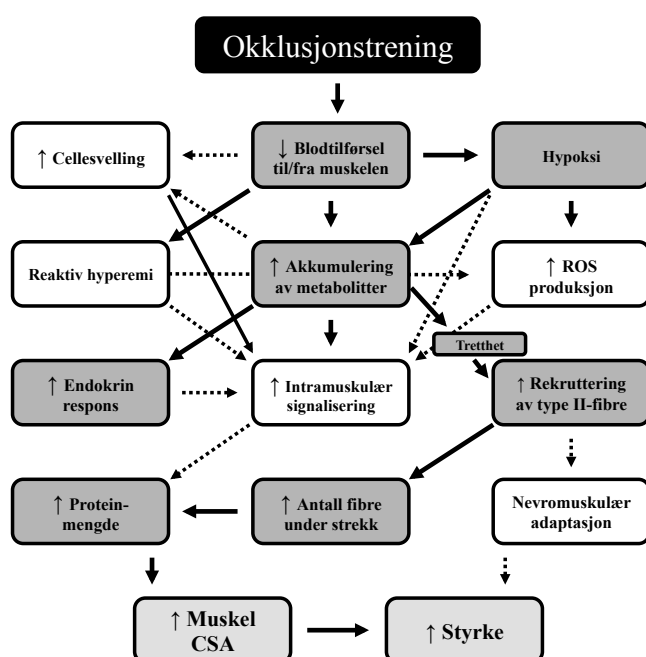 Okklusjonstrening
↑ Cellesvelling
↓ Blodtilførsel
til/fra muskelen
Hypoksi
Reaktiv hyperemi
↑ Akkumulering
av metabolitter
↑ ROS
produksjon
Tretthet
↑ Endokrin
respons
↑ Intramuskulær
signalisering
↑ Rekruttering
av type II-fibre
↑ Protein-
mengde
↑ Antall fibre
under strekk
Nevromuskulær
adaptasjon
↑ Muskel
CSA
↑ Styrke